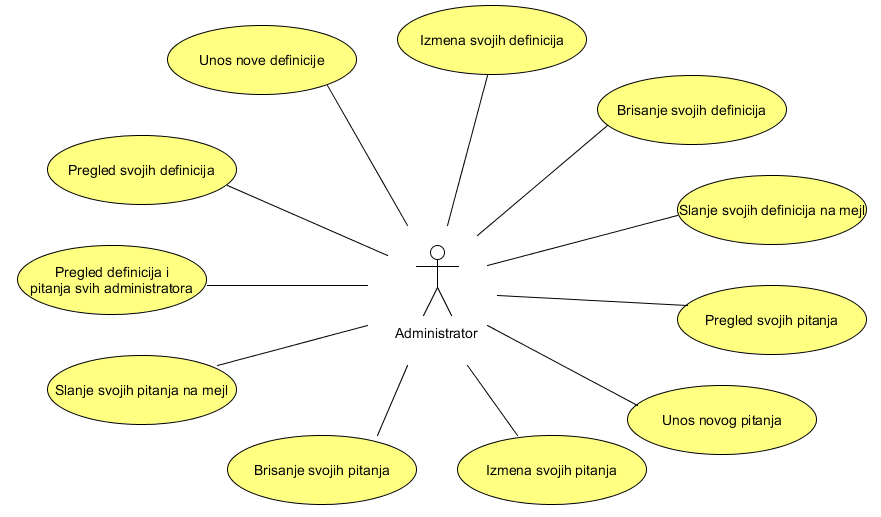 Izmena svojih definicija
Unos nove definicije
Brisanje svojih definicija
Pregled svojih definicija
Slanje svojih definicija na mejl
Pregled definicija i
pitanja svih administratora
Pregled svojih pitanja
Administrator
Slanje svojih pitanja na mejl
Unos novog pitanja
Brisanje svojih pitanja
Izmena svojih pitanja